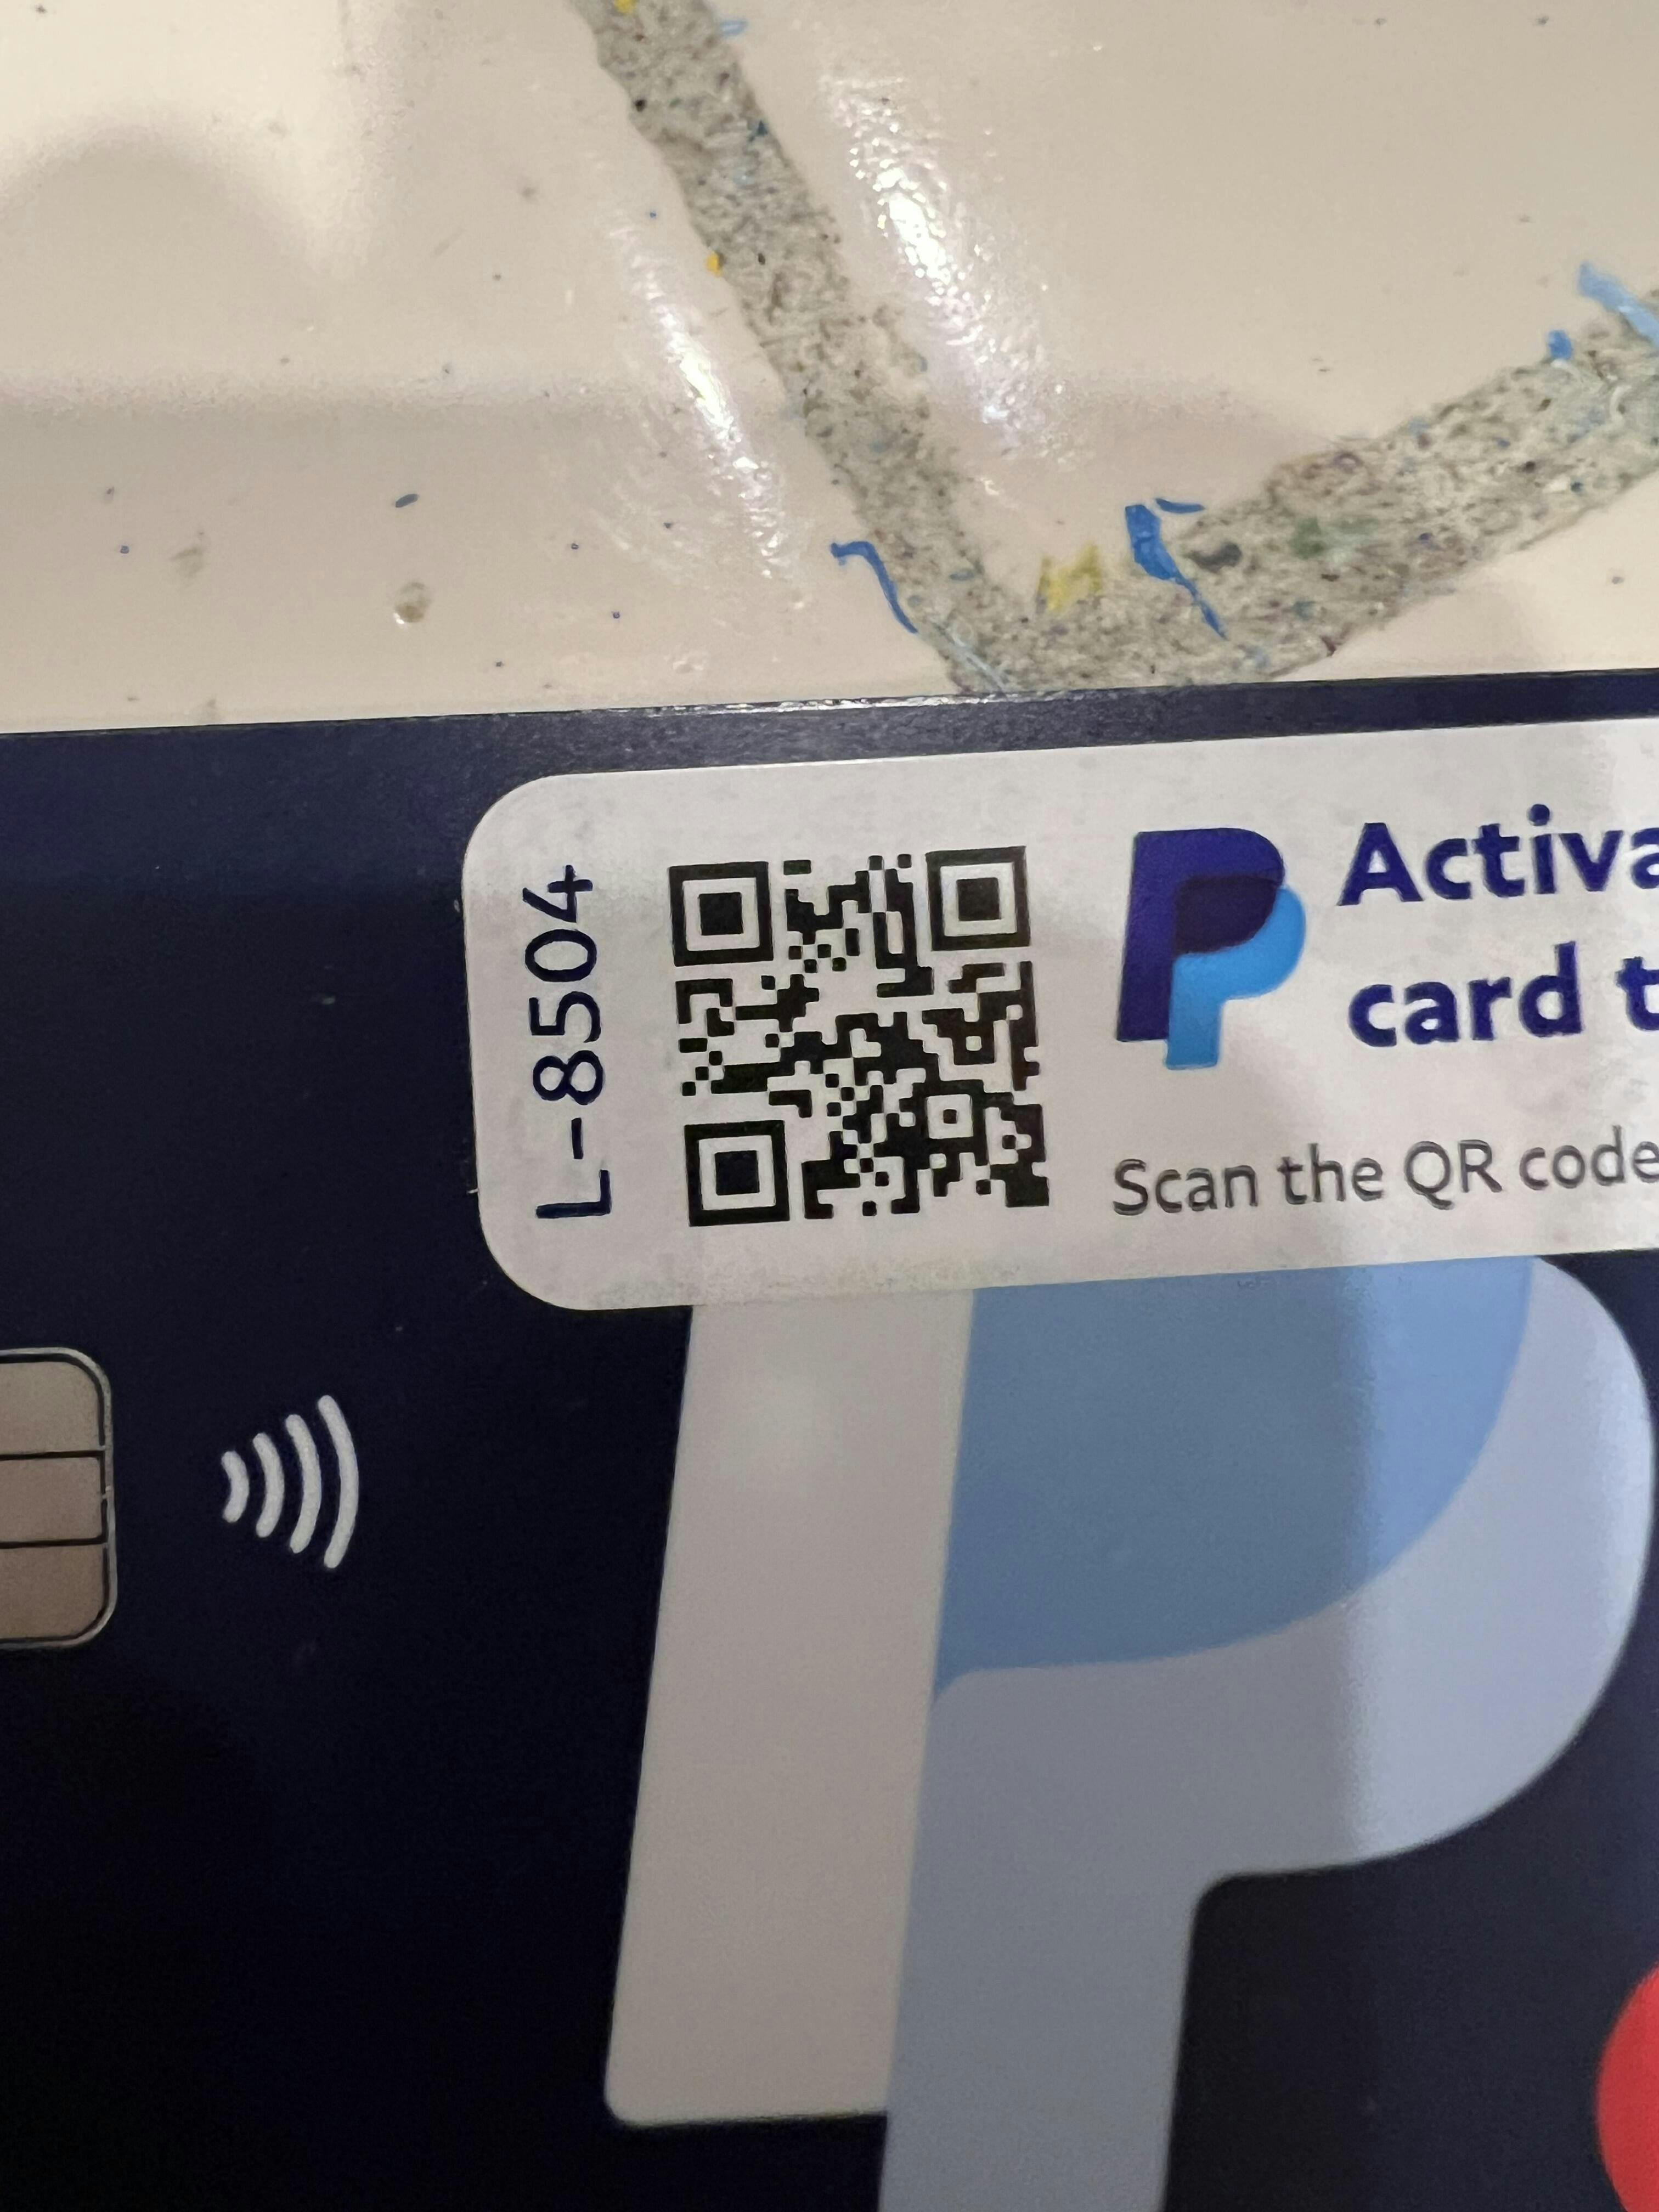 L-8504
Activa
card t
Scan the QR code